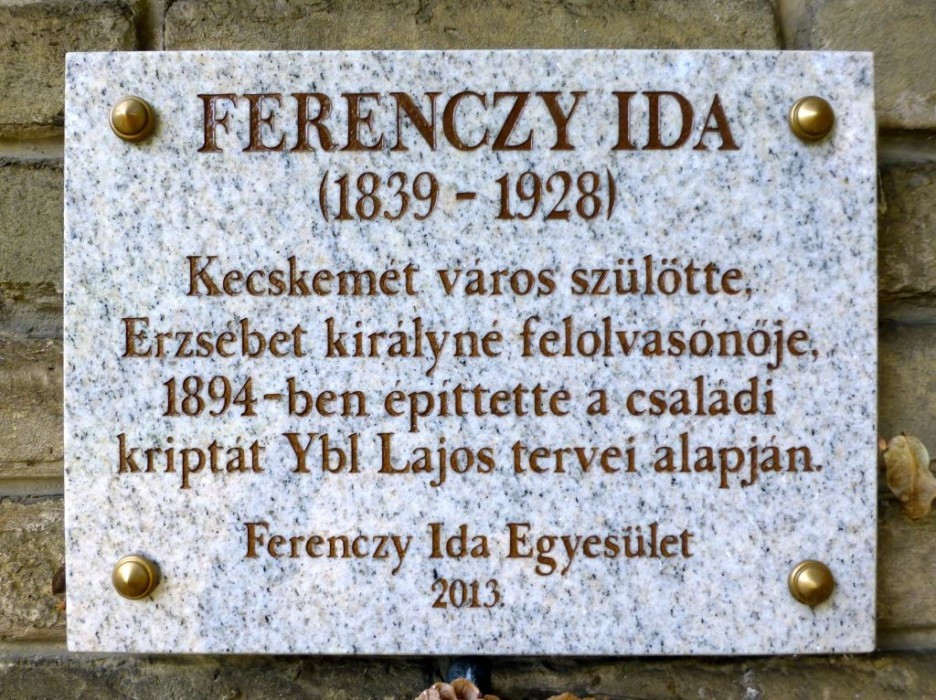 FERENCZY IDA
(1839 - 1928)
Kecskemét város szülötte,
Erzsébet királyné felolvasónője,
1894-ben építtette a családi
kriptát Ybl Lajos tervei alapján.
Ferenczy Ida Egyesület
2013.